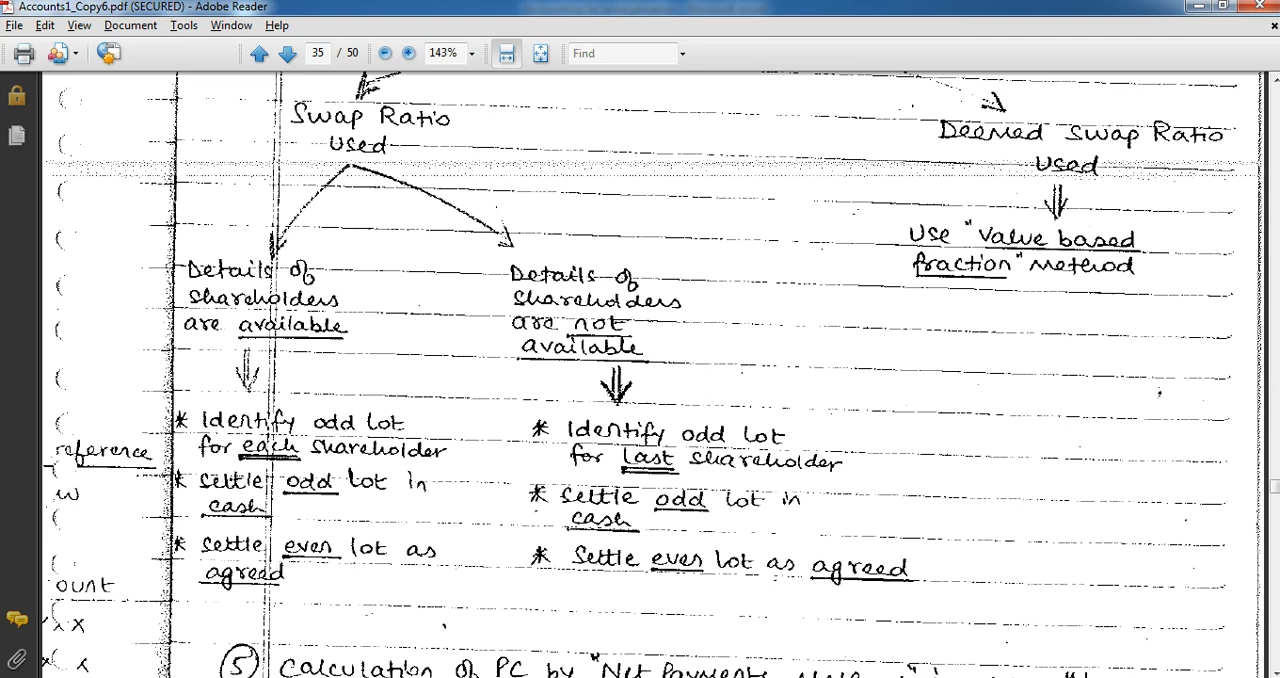 Accounts1_Copy6.pdf (SECURED) - Adobe Reader
File Edit View Document Tools Window Help
35 / 50 143% Find
Swap Ratio
Used
Deemed Swap Ratio
Used
Use "Value based
fraction" method
Details of
shareholders
are available
Details of
shareholders
are not
available
* Identify odd lot
for each shareholder
* Settle odd lot in
cash
* Settle even lot as
agreed
* Identify odd lot
for last shareholder
* Settle odd lot in
cash
* Settle even lot as agreed
reference
w
ount
x x
x
(5) Calculation of PC by "Net Payments